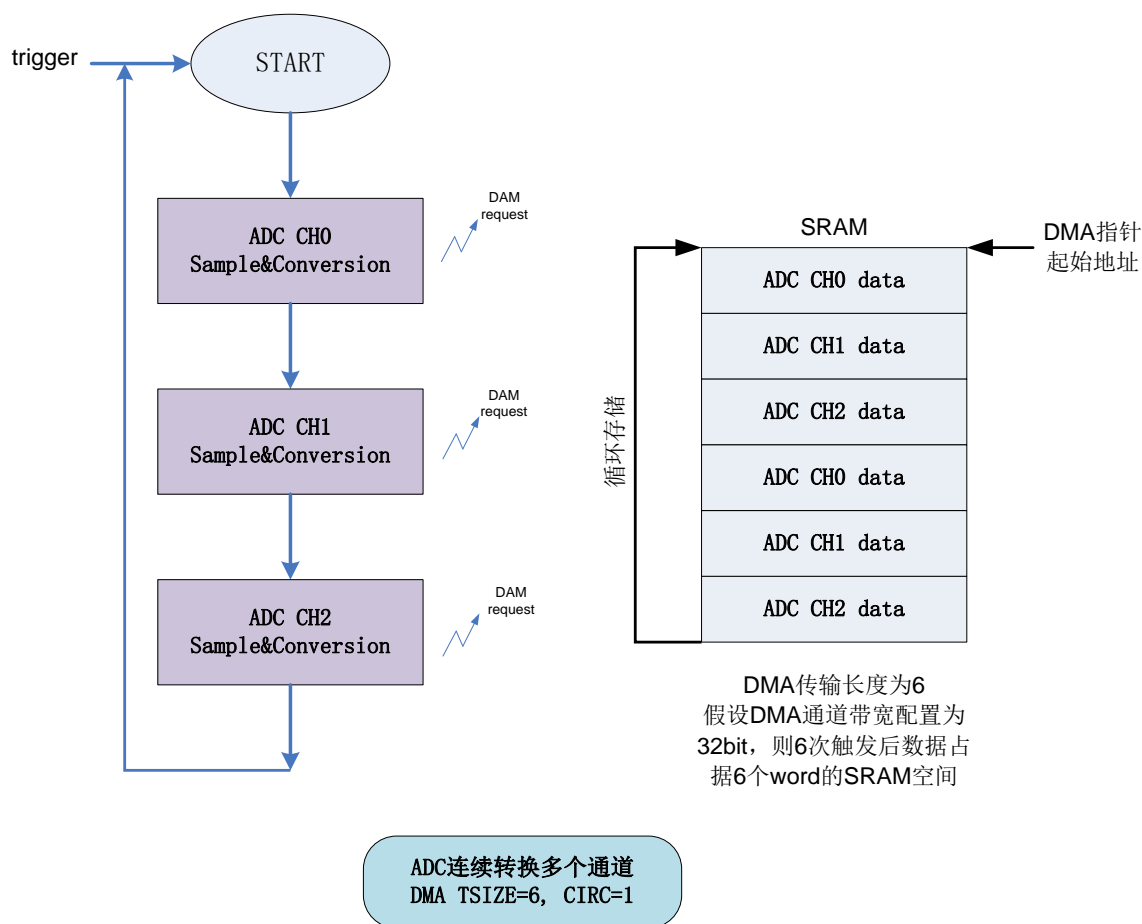 trigger
START
ADC CH0
Sample&Conversion
DAM
request
ADC CH1
Sample&Conversion
DAM
request
ADC CH2
Sample&Conversion
DAM
request
SRAM
DMA指针
起始地址
ADC CH0 data
ADC CH1 data
ADC CH2 data
ADC CH0 data
ADC CH1 data
ADC CH2 data
循环存储
DMA传输长度为6
假设DMA通道带宽配置为
32bit，则6次触发后数据占
据6个word的SRAM空间
ADC连续转换多个通道
DMA TSIZE=6, CIRC=1